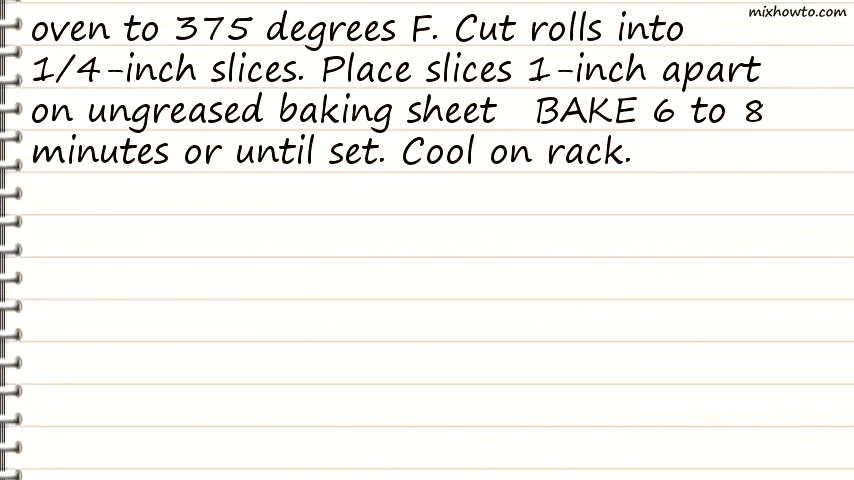 mixhowto.com
oven to 375 degrees F. Cut rolls into
1/4-inch slices. Place slices 1-inch apart
on ungreased baking sheet   BAKE 6 to 8
minutes or until set. Cool on rack.